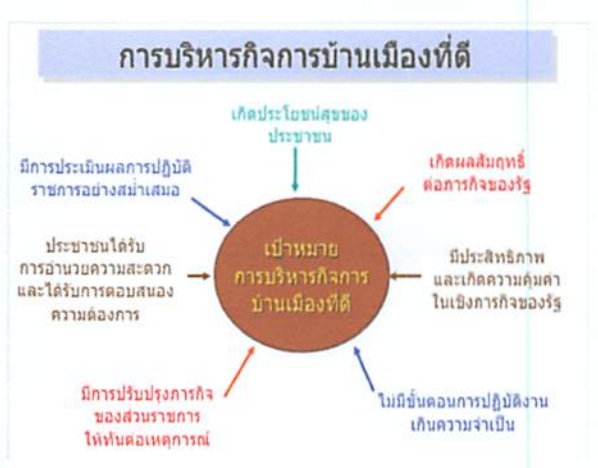 การบริหารกิจการบ้านเมืองที่ดี
เกิดประโยชน์สุขของ
ประชาชน
มีการประเมินผลการปฏิบัติ
ราชการอย่างสม่ำเสมอ
เกิดผลสัมฤทธิ์
ต่อภารกิจของรัฐ
ประชาชนได้รับ
การอำนวยความสะดวก
และได้รับการตอบสนอง
ความต้องการ
เป้าหมาย
การบริหารกิจการ
บ้านเมืองที่ดี
มีประสิทธิภาพ
และเกิดความคุ้มค่า
ในเชิงภารกิจของรัฐ
มีการปรับปรุงภารกิจ
ของส่วนราชการ
ให้ทันต่อเหตุการณ์
ไม่มีขั้นตอนการปฏิบัติงาน
เกินความจำเป็น